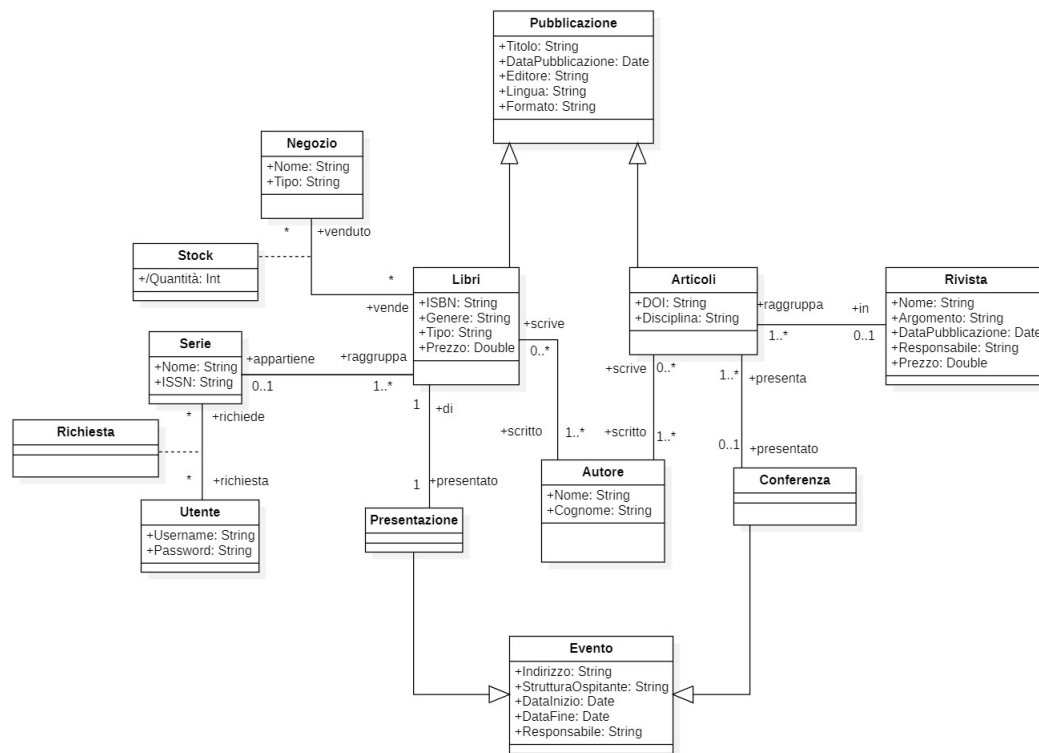 Pubblicazione
+Titolo: String
+DataPubblicazione: Date
+Editore: String
+Lingua: String
+Formato: String
Negozio
+Nome: String
+Tipo: String
*
+venduto
Stock
+/Quantità: Int
*
+vende
Libri
+ISBN: String
+Genere: String
+Tipo: String
+Prezzo: Double
Articoli
+DOI: String
+Disciplina: String
+raggruppa
1..*
+in
0..1
Rivista
+Nome: String
+Argomento: String
+DataPubblicazione: Date
+Responsabile: String
+Prezzo: Double
Serie
+Nome: String
+ISSN: String
+appartiene
0..1
+raggruppa
1..*
+scrive
0..*
+scrive
0..*
1..*
+presenta
*
+richiede
1
+di
Richiesta
*
+richiesta
+scritto
1..*
+scritto
1..*
0..1
+presentato
1
+presentato
Utente
+Username: String
+Password: String
Presentazione
Autore
+Nome: String
+Cognome: String
Conferenza
Evento
+Indirizzo: String
+StrutturaOspitante: String
+DataInizio: Date
+DataFine: Date
+Responsabile: String